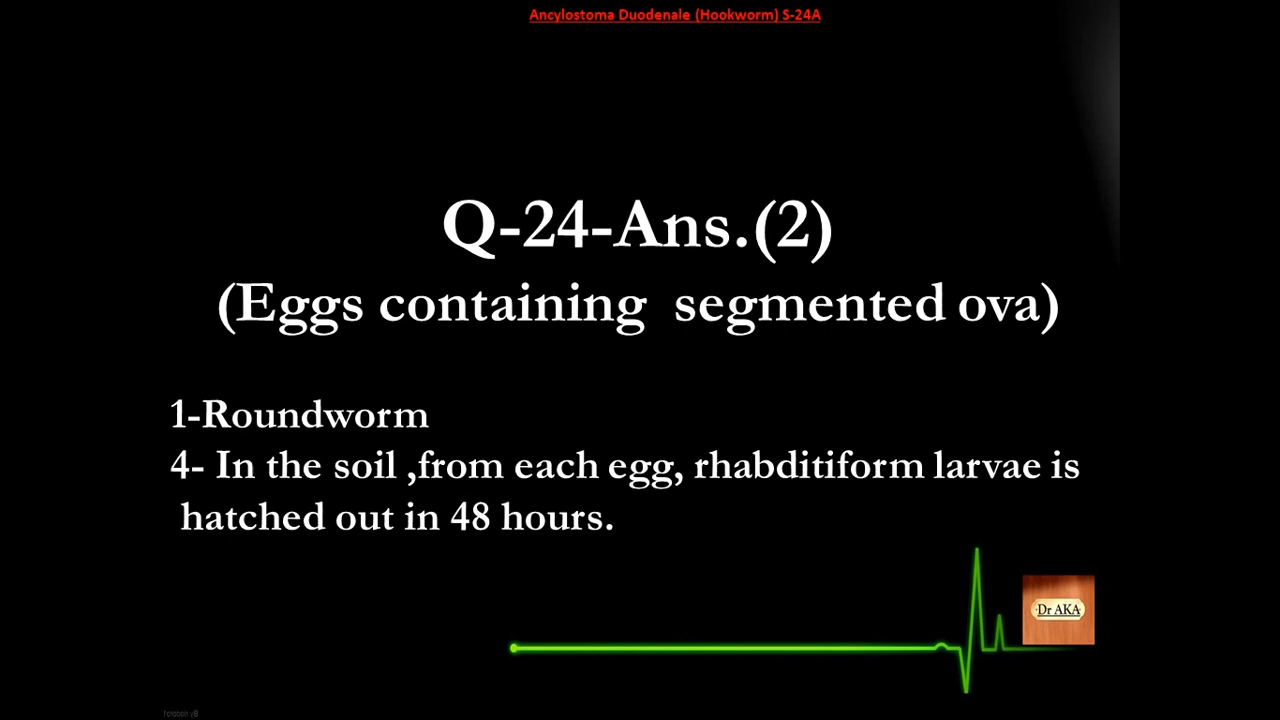 Ancylostoma Duodenale (Hookworm) S-24A
Q-24-Ans.(2)
(Eggs containing segmented ova)
1-Roundworm
4- In the soil ,from each egg, rhabditiform larvae is
hatched out in 48 hours.
Dr AKA